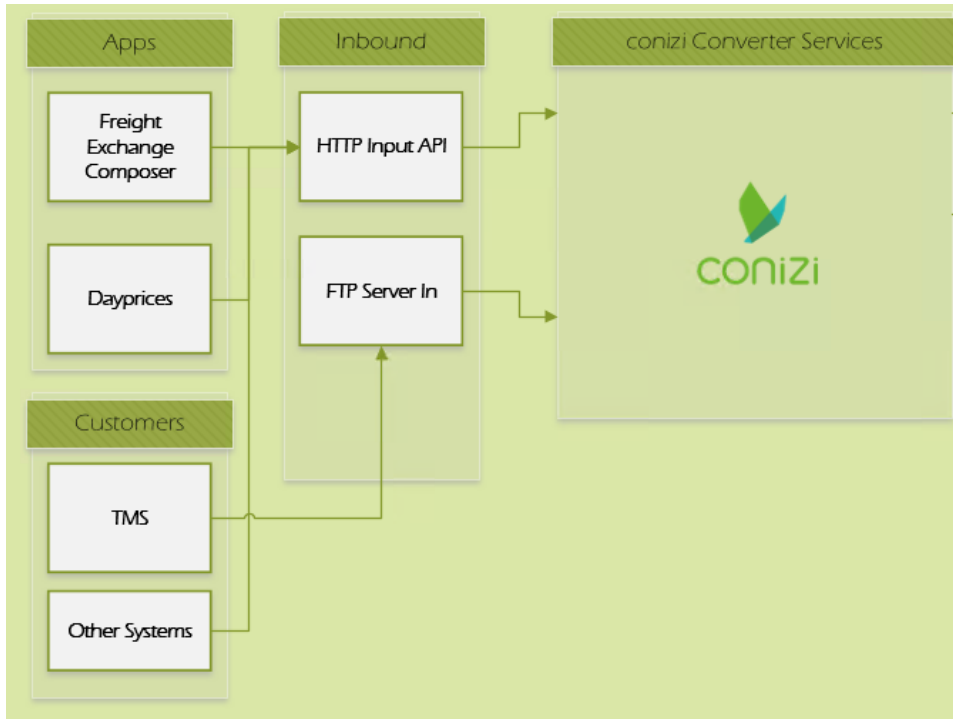 Apps
Freight
Exchange
Composer
Dayprices
Customers
TMS
Other Systems
Inbound
HTTP Input API
FTP Server In
conizi Converter Services
conizi